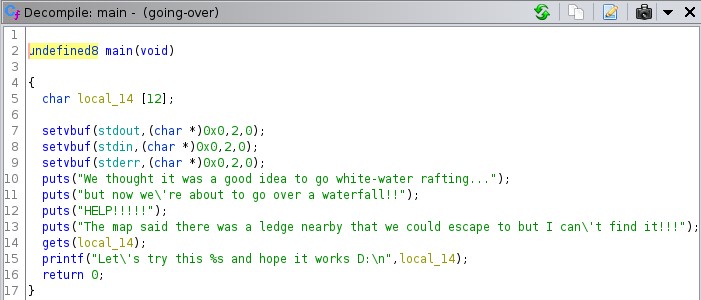 Decompile: main - (going-over)
1
2 undefined8 main(void)
3
4 {
5 char local_14 [12];
6
7 setvbuf(stdout,(char *)0x0,2,0);
8 setvbuf(stdin,(char *)0x0,2,0);
9 setvbuf(stderr,(char *)0x0,2,0);
10 puts("We thought it was a good idea to go white-water rafting...");
11 puts("but now we\'re about to go over a waterfall!!");
12 puts("HELP!!!!!");
13 puts("The map said there was a ledge nearby that we could escape to but I can\'t find it!!!");
14 gets(local_14);
15 printf("Let\'s try this %s and hope it works D:\n",local_14);
16 return 0;
17 }